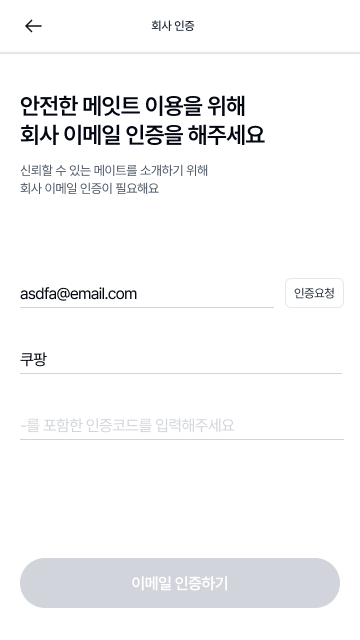 회사 인증
안전한 메잇트 이용을 위해
회사 이메일 인증을 해주세요
신뢰할 수 있는 메이트를 소개하기 위해
회사 이메일 인증이 필요해요
asdfa@email.com
인증요청
쿠팡
-를 포함한 인증코드를 입력해주세요
이메일 인증하기